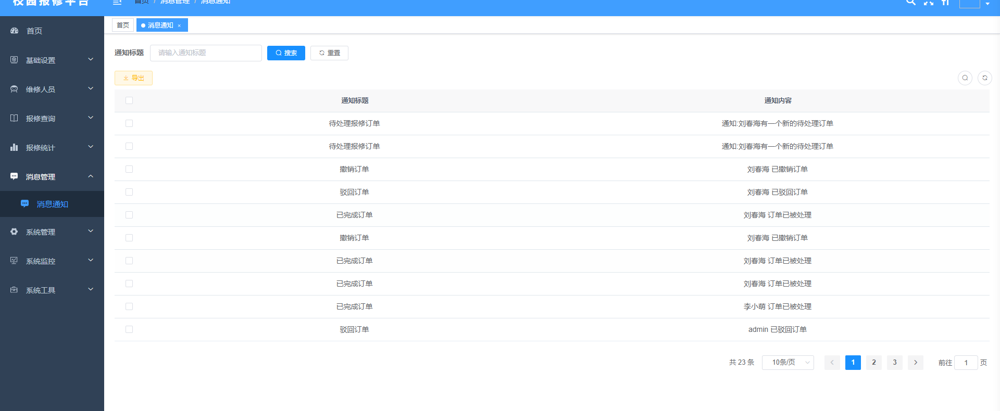 校园报修平台
首页 / 消息管理 / 消息通知
首页
消息通知 ×
首页
基础设置
维修人员
报修查询
报修统计
消息管理
消息通知
系统管理
系统监控
系统工具
通知标题 请输入通知标题 搜索 重置
导出
通知标题 通知内容
待处理报修订单 通知:刘春海有一个新的待处理订单
待处理报修订单 通知:刘春海有一个新的待处理订单
撤销订单 刘春海 已撤销订单
驳回订单 刘春海 已驳回订单
已完成订单 刘春海 订单已被处理
撤销订单 刘春海 已撤销订单
已完成订单 刘春海 订单已被处理
已完成订单 刘春海 订单已被处理
已完成订单 李小萌 订单已被处理
驳回订单 admin 已驳回订单
共 23 条 10条/页 1 2 3 前往 1 页